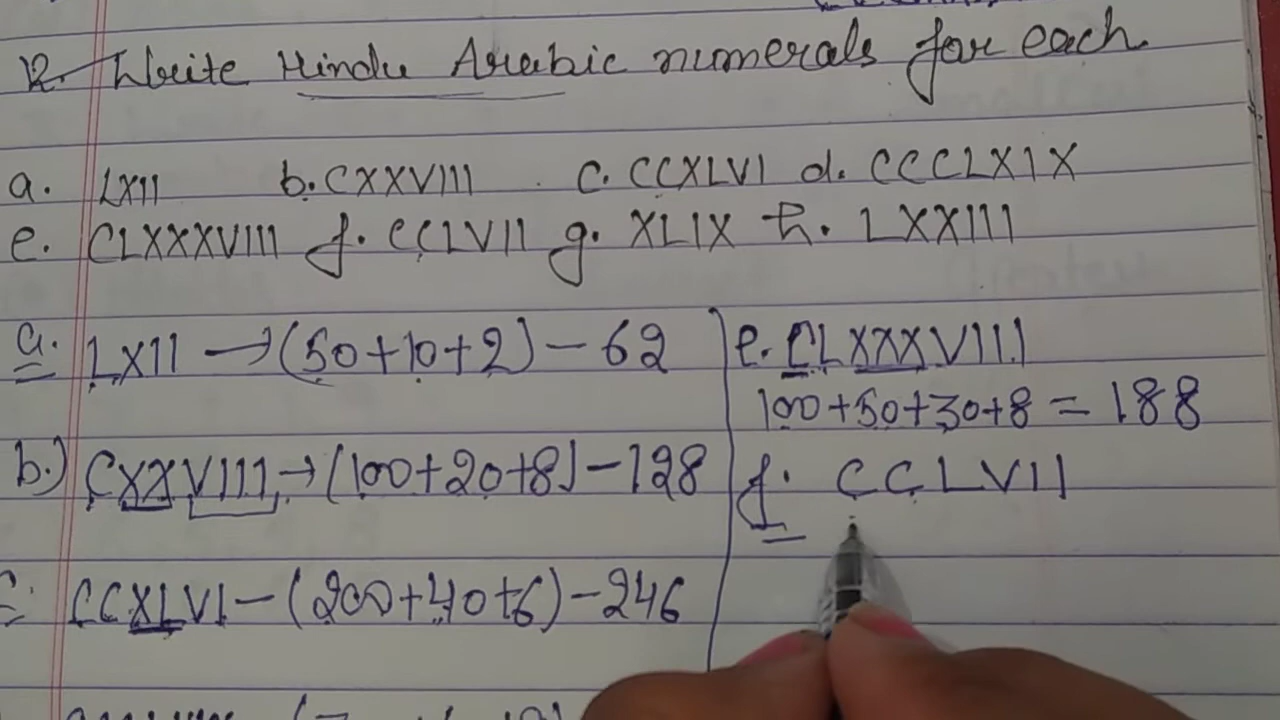 12. Write Hindu Arabic numerals for each
a. LXII b. CXXVIII c. CCXLVI d. CCCLXIX
e. CLXXXVIII f. CCLVII g. XLIX h. LXXIII
a. LXII → (50+10+2) - 62
b.) CXXVIII → (100+20+8) - 128
c. CCXLVI - (200+40+6) - 246
e. CLXXXVIII
100+50+30+8 = 188
f. CCLVII